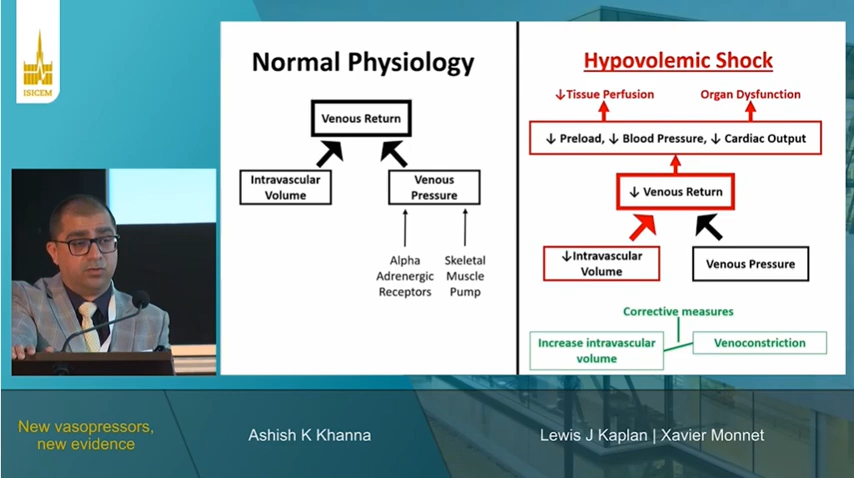 ISICEM
Normal Physiology
Venous Return
Intravascular
Volume
Venous
Pressure
Alpha
Adrenergic
Receptors
Skeletal
Muscle
Pump
Hypovolemic Shock
↓Tissue Perfusion
Organ Dysfunction
↓ Preload, ↓ Blood Pressure, ↓ Cardiac Output
↓ Venous Return
↓Intravascular
Volume
Venous Pressure
Corrective measures
Increase intravascular
volume
Venoconstriction
New vasopressors,
new evidence
Ashish K Khanna
Lewis J Kaplan | Xavier Monnet